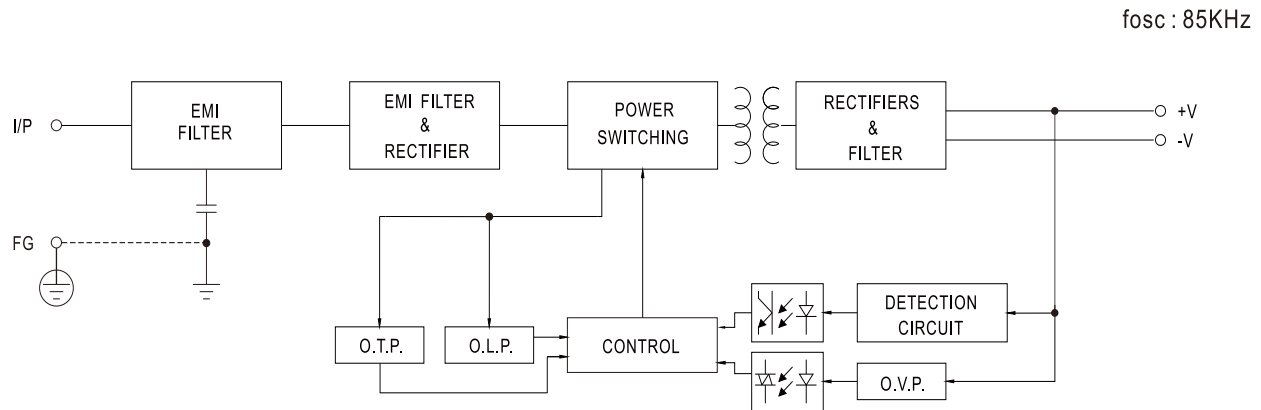 fosc : 85KHz
I/P
EMI
FILTER
EMI FILTER
&
RECTIFIER
POWER
SWITCHING
RECTIFIERS
&
FILTER
+V
-V
FG
O.T.P.
O.L.P.
CONTROL
DETECTION
CIRCUIT
O.V.P.